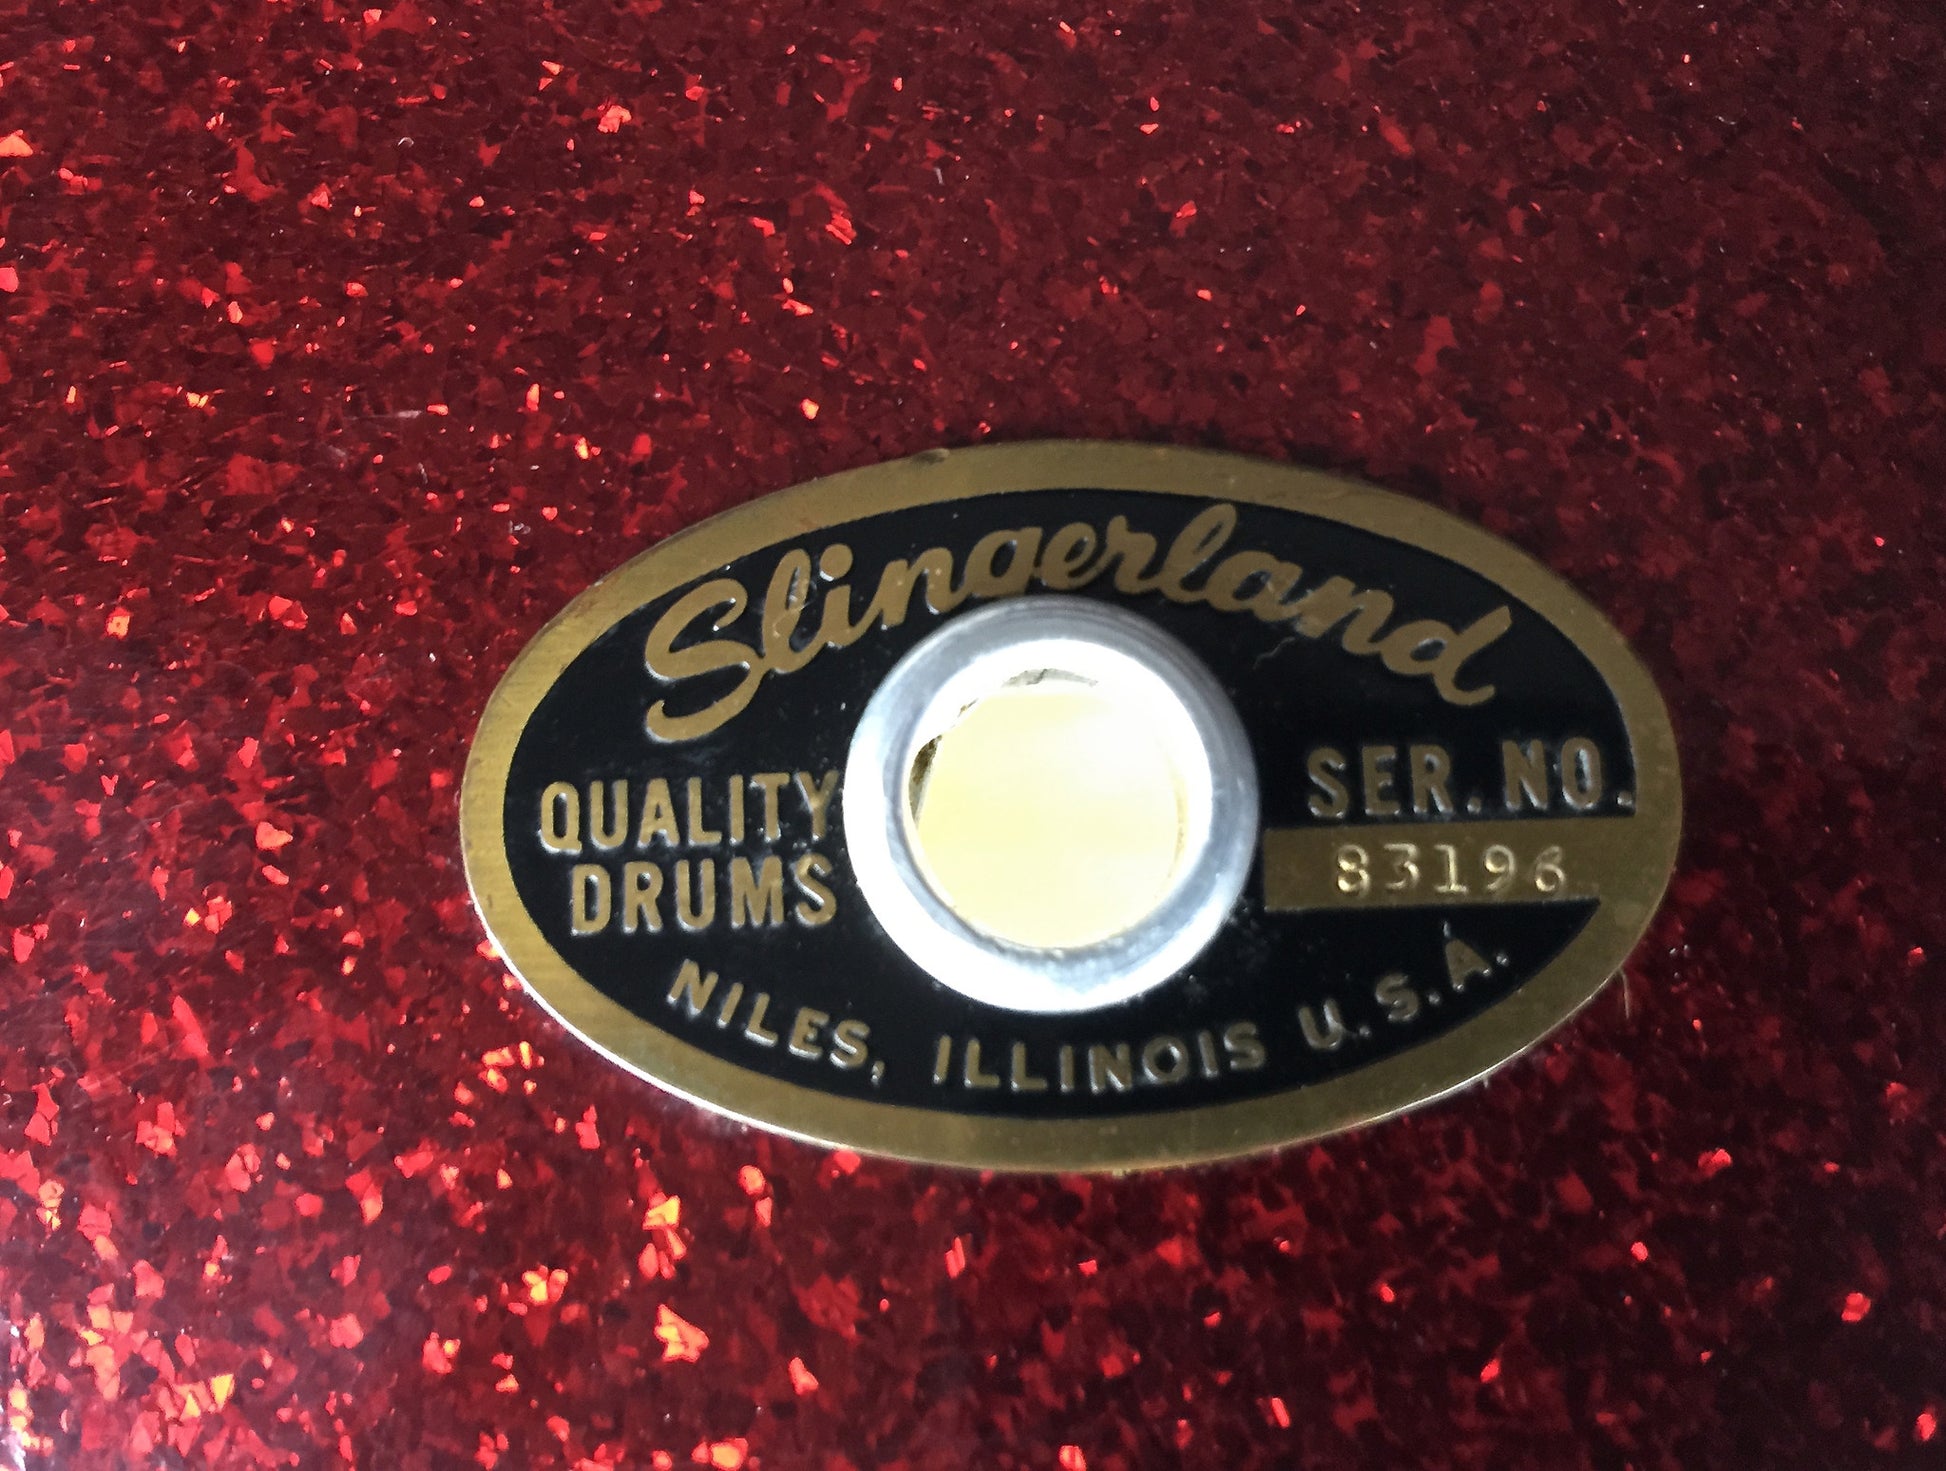 Slingerland
QUALITY
DRUMS
SER. NO.
83196
NILES, ILLINOIS U.S.A.